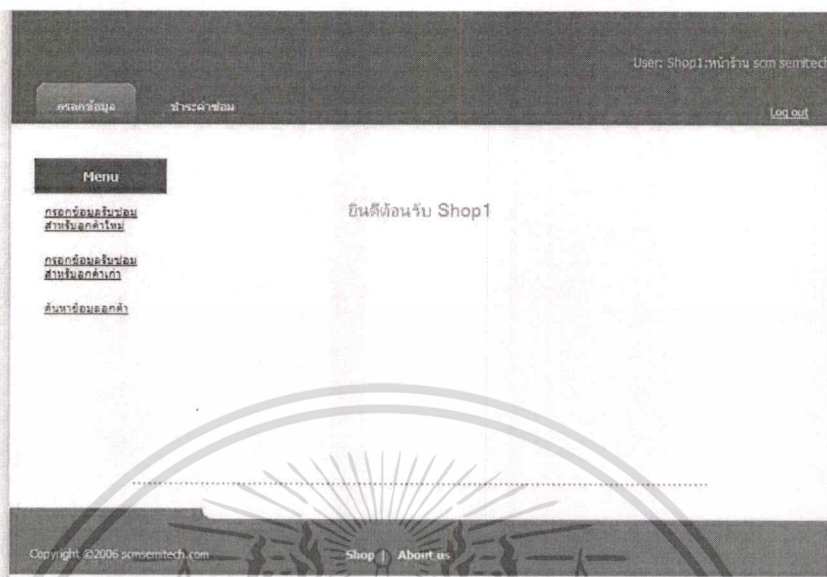 User: Shop1:หน้าร้าน scm semitech
กรอกข้อมูล
ชำระค่าซ่อม
Log out
Menu
กรอกข้อมูลรับซ่อม
สำหรับลูกค้าใหม่
กรอกข้อมูลรับซ่อม
สำหรับลูกค้าเก่า
ค้นหาข้อมูลลูกค้า
ยินดีต้อนรับ Shop1
Copyright ©2006 scmsemitech.com
Shop | About us